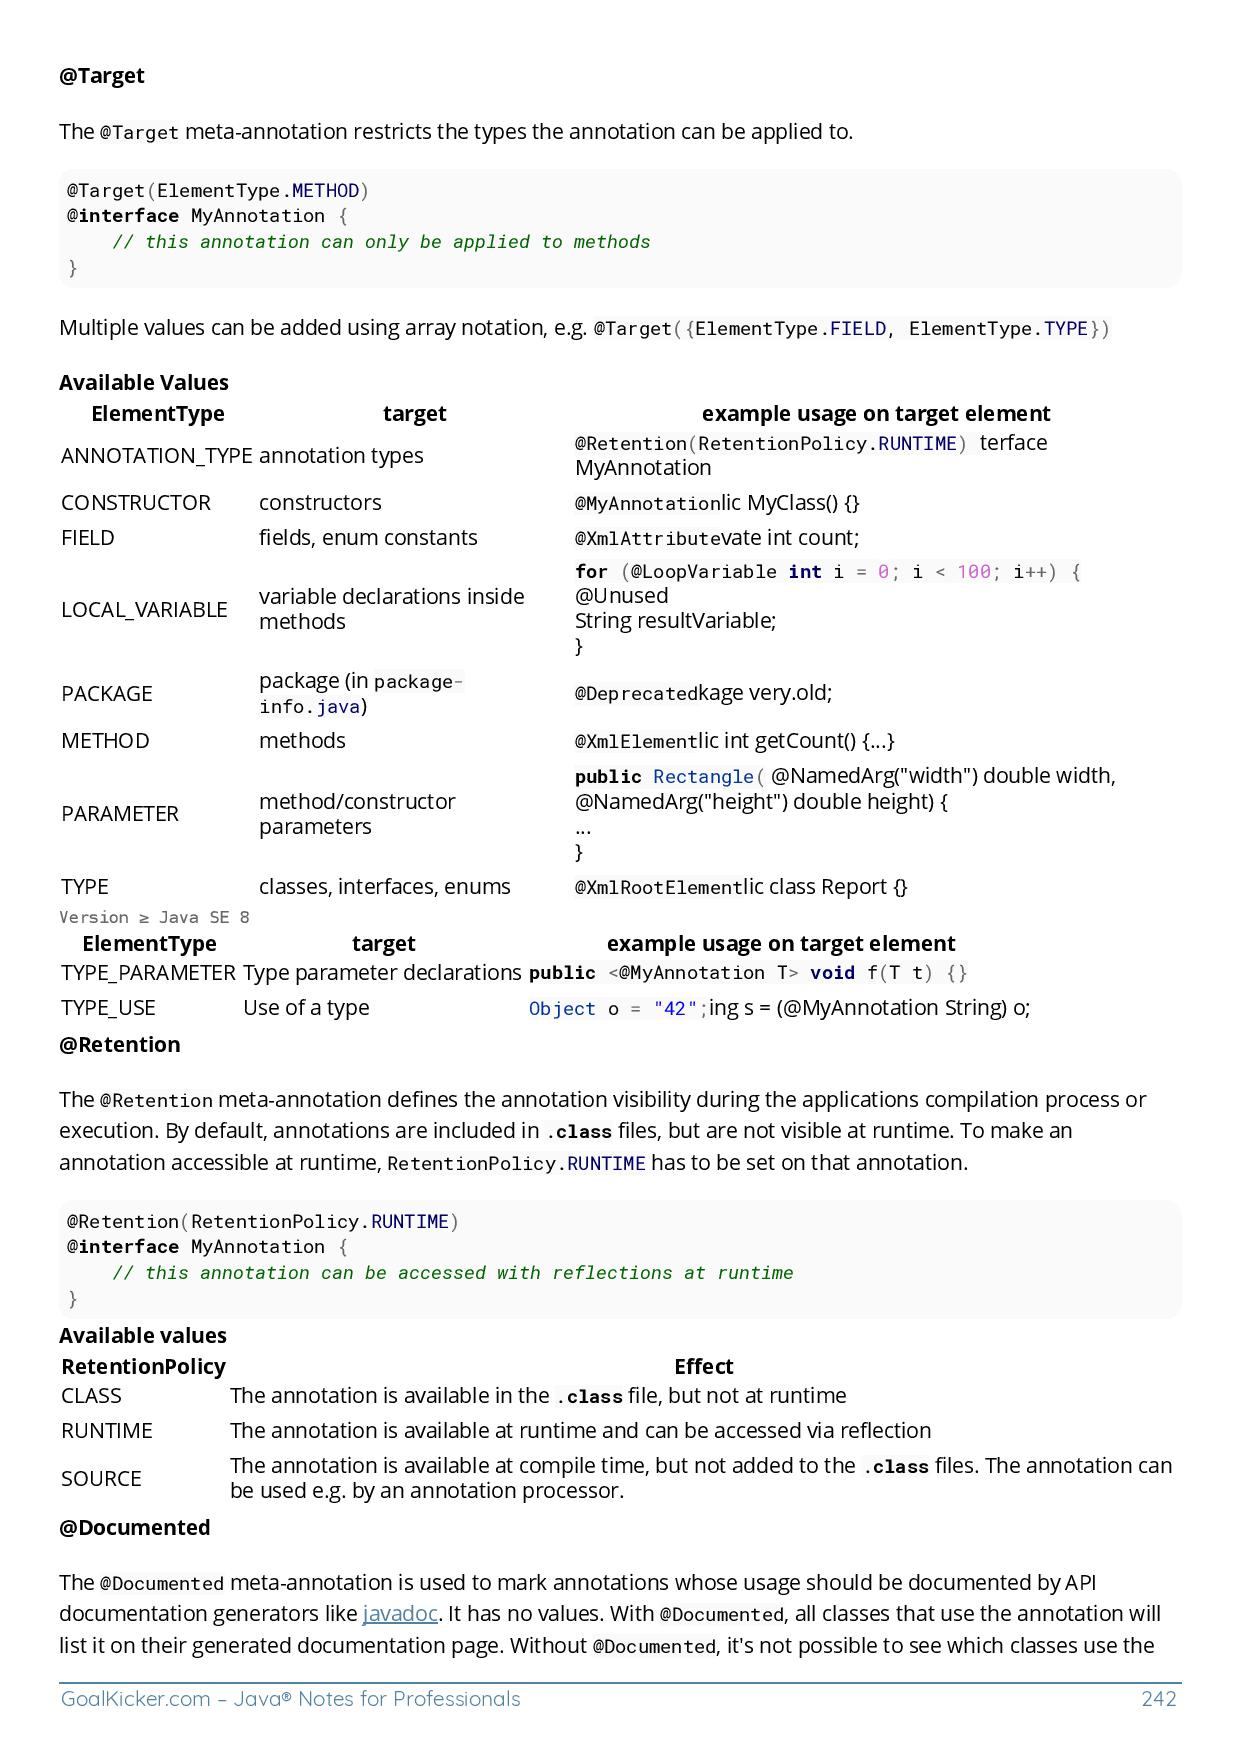 @Target
The @Target meta-annotation restricts the types the annotation can be applied to.
@Target(ElementType.METHOD)
@interface MyAnnotation {
    // this annotation can only be applied to methods
}
Multiple values can be added using array notation, e.g. @Target({ElementType.FIELD, ElementType.TYPE})
Available Values
ElementType target example usage on target element
ANNOTATION_TYPE annotation types @Retention(RetentionPolicy.RUNTIME) terface
MyAnnotation
CONSTRUCTOR constructors @MyAnnotationlic MyClass() {}
FIELD fields, enum constants @XmlAttributevate int count;
LOCAL_VARIABLE variable declarations inside
methods
for (@LoopVariable int i = 0; i < 100; i++) {
@Unused
String resultVariable;
}
PACKAGE package (in package-
info.java) @Deprecatedkage very.old;
METHOD methods @XmlElementlic int getCount() {...}
PARAMETER method/constructor
parameters
public Rectangle( @NamedArg("width") double width,
@NamedArg("height") double height) {
...
}
TYPE classes, interfaces, enums @XmlRootElementlic class Report {}
Version ≥ Java SE 8
ElementType target example usage on target element
TYPE_PARAMETER Type parameter declarations public <@MyAnnotation T> void f(T t) {}
TYPE_USE Use of a type Object o = "42";ing s = (@MyAnnotation String) o;
@Retention
The @Retention meta-annotation defines the annotation visibility during the applications compilation process or
execution. By default, annotations are included in .class files, but are not visible at runtime. To make an
annotation accessible at runtime, RetentionPolicy.RUNTIME has to be set on that annotation.
@Retention(RetentionPolicy.RUNTIME)
@interface MyAnnotation {
    // this annotation can be accessed with reflections at runtime
}
Available values
RetentionPolicy Effect
CLASS The annotation is available in the .class file, but not at runtime
RUNTIME The annotation is available at runtime and can be accessed via reflection
SOURCE The annotation is available at compile time, but not added to the .class files. The annotation can
be used e.g. by an annotation processor.
@Documented
The @Documented meta-annotation is used to mark annotations whose usage should be documented by API
documentation generators like javadoc. It has no values. With @Documented, all classes that use the annotation will
list it on their generated documentation page. Without @Documented, it's not possible to see which classes use the
GoalKicker.com – Java® Notes for Professionals 242